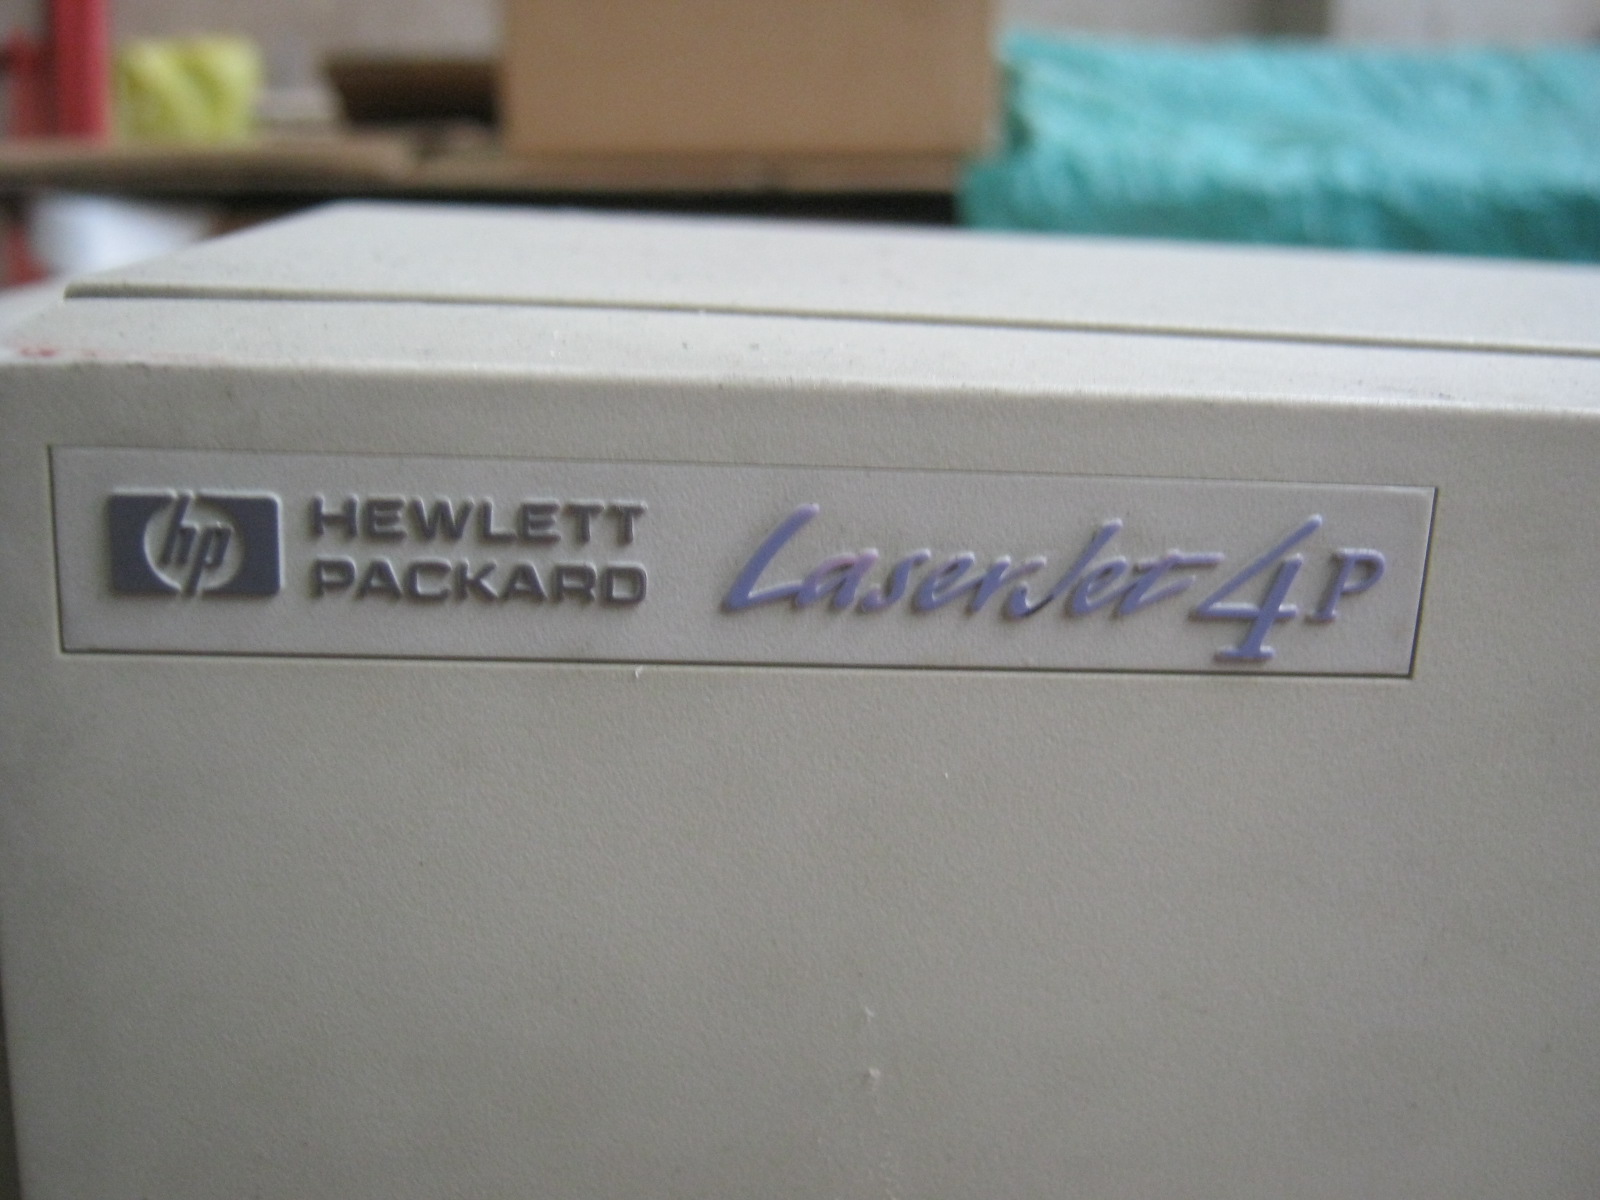 hp HEWLETT
PACKARD
LaserJet 4P